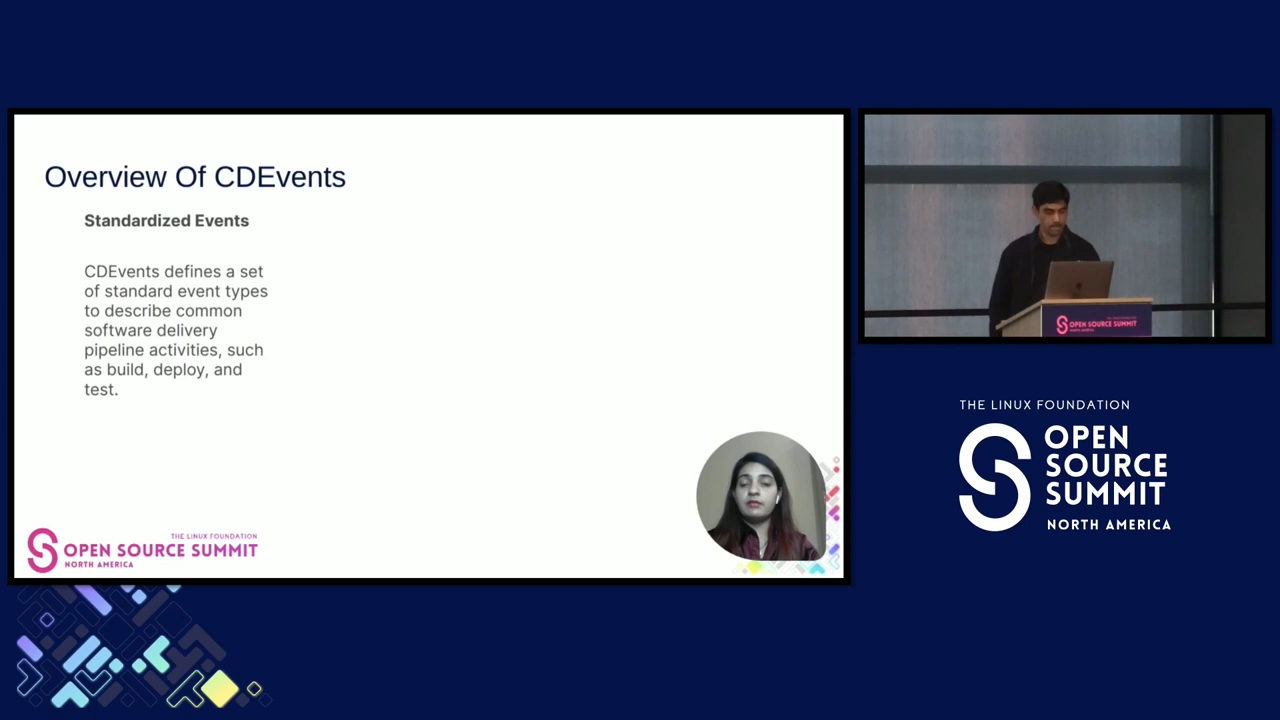 Overview Of CDEvents
Standardized Events
CDEvents defines a set
of standard event types
to describe common
software delivery
pipeline activities, such
as build, deploy, and
test.
THE LINUX FOUNDATION
OPEN SOURCE SUMMIT
NORTH AMERICA
OPEN SOURCE SUMMIT
THE LINUX FOUNDATION
OPEN
SOURCE
SUMMIT
NORTH AMERICA